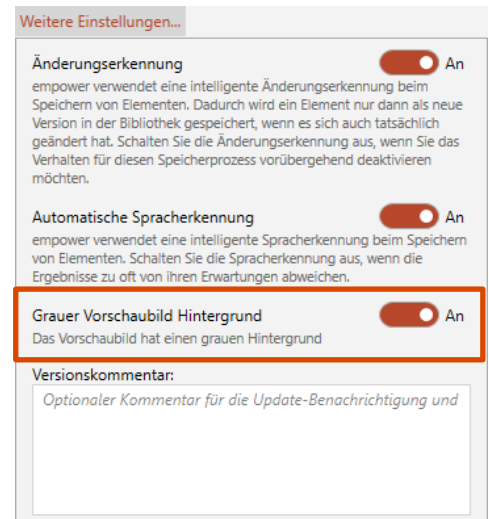 Weitere Einstellungen...
Änderungserkennung An
empower verwendet eine intelligente Änderungserkennung beim
Speichern von Elementen. Dadurch wird ein Element nur dann als neue
Version in der Bibliothek gespeichert, wenn es sich auch tatsächlich
geändert hat. Schalten Sie die Änderungserkennung aus, wenn Sie das
Verhalten für diesen Speicherprozess vorübergehend deaktivieren
möchten.
Automatische Spracherkennung An
empower verwendet eine intelligente Spracherkennung beim Speichern
von Elementen. Schalten Sie die Spracherkennung aus, wenn die
Ergebnisse zu oft von ihren Erwartungen abweichen.
Grauer Vorschaubild Hintergrund An
Das Vorschaubild hat einen grauen Hintergrund
Versionskommentar:
Optionaler Kommentar für die Update-Benachrichtigung und